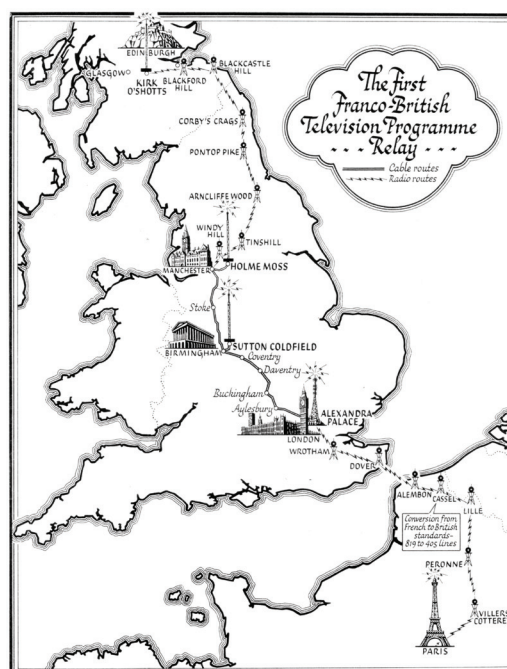 The First
Franco-British
Television Programme
Relay
Cable routes
Radio routes
EDINBURGH
GLASGOW
KIRK
O'SHOTTS
BLACKFORD
HILL
BLACKCASTLE
HILL
CORBY'S CRAGS
PONTOP PIKE
ARNCLIFFE WOOD
WINDY
HILL
TINSHILL
MANCHESTER
HOLME MOSS
Stoke
BIRMINGHAM
SUTTON COLDFIELD
Coventry
Daventry
Buckingham
Aylesbury
ALEXANDRA
PALACE
LONDON
WROTHAM
DOVER
ALEMBON
CASSEL
LILLE
Conversion from
French to British
standards-
819 to 405 lines
PERONNE
VILLERS
COTTERE
PARIS